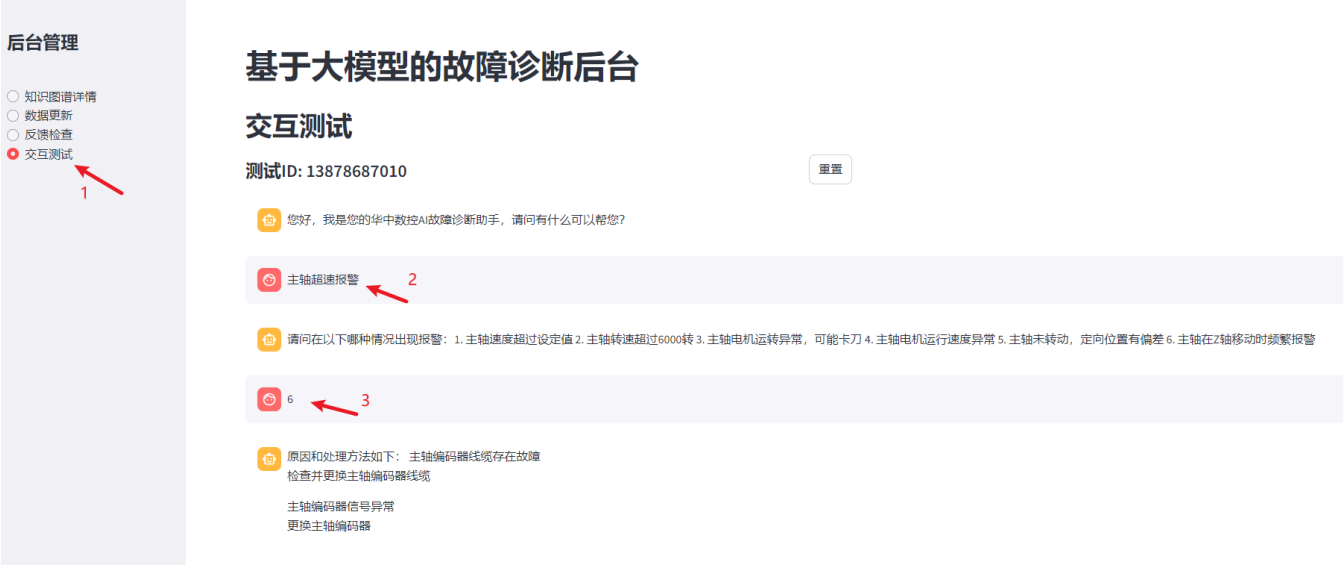 后台管理
知识图谱详情
数据更新
反馈检查
交互测试
1
基于大模型的故障诊断后台
交互测试
测试ID: 13878687010
重置
您好，我是您的华中数控AI故障诊断助手，请问有什么可以帮您？
主轴超速报警
2
请问在以下哪种情况出现报警：1. 主轴速度超过设定值 2. 主轴转速超过6000转 3. 主轴电机运转异常，可能卡刀 4. 主轴电机运行速度异常 5. 主轴未转动，定向位置有偏差 6. 主轴在Z轴移动时频繁报警
6
3
原因和处理方法如下： 主轴编码器线缆存在故障
检查并更换主轴编码器线缆
主轴编码器信号异常
更换主轴编码器